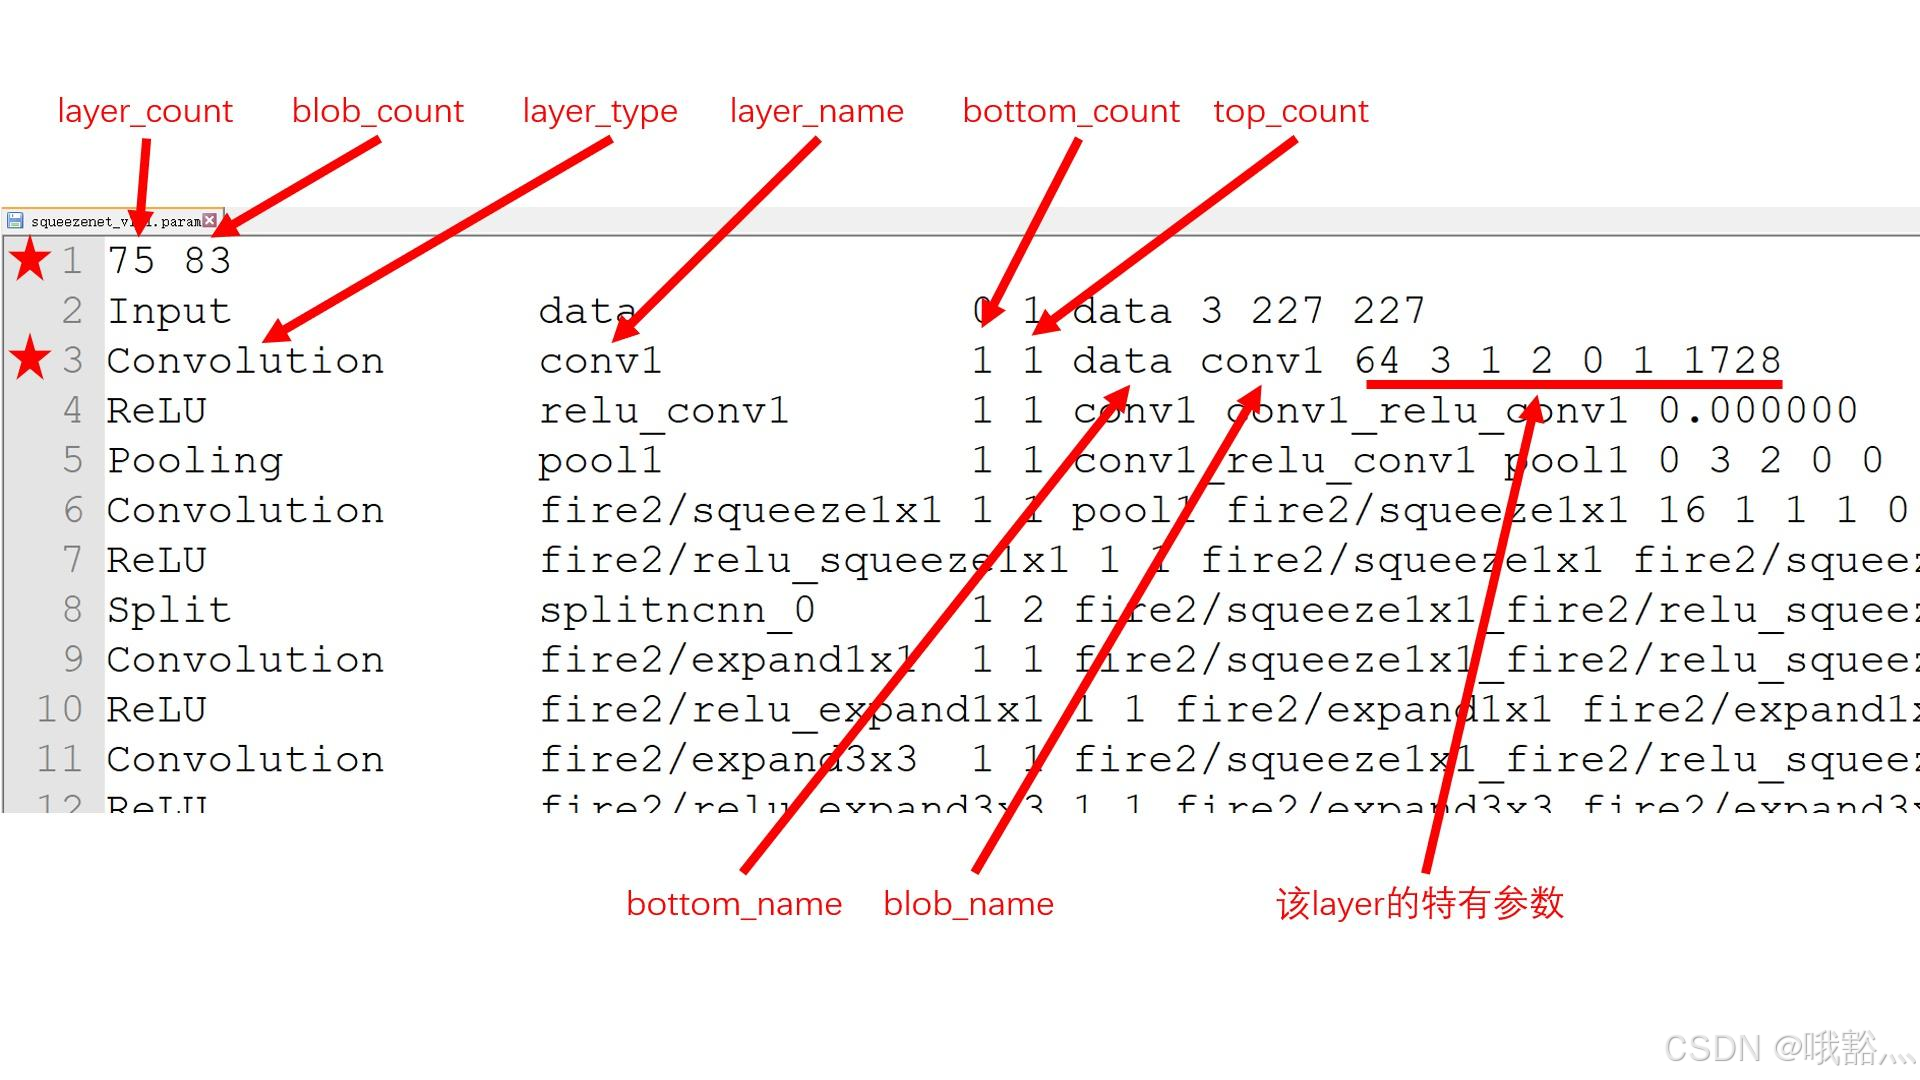 layer_count blob_count layer_type layer_name bottom_count top_count
squeezenet_v1.1.param
1 75 83
2 Input data 0 1 data 3 227 227
3 Convolution conv1 1 1 data conv1 64 3 1 2 0 1 1728
4 ReLU relu_conv1 1 1 conv1 conv1_relu_conv1 0.000000
5 Pooling pool1 1 1 conv1_relu_conv1 pool1 0 3 2 0 0
6 Convolution fire2/squeeze1x1 1 1 pool1 fire2/squeeze1x1 16 1 1 1 0
7 ReLU fire2/relu_squeeze1x1 1 1 fire2/squeeze1x1 fire2/squeez
8 Split splitncnn_0 1 2 fire2/squeeze1x1_fire2/relu_squeez
9 Convolution fire2/expand1x1 1 1 fire2/squeeze1x1_fire2/relu_squeez
10 ReLU fire2/relu_expand1x1 1 1 fire2/expand1x1 fire2/expand1x
11 Convolution fire2/expand3x3 1 1 fire2/squeeze1x1_fire2/relu_squeez
12 ReLU fire2/relu_expand3x3 1 1 fire2/expand3x3 fire2/expand3x
bottom_name blob_name 该layer的特有参数
CSDN @哦豁灬